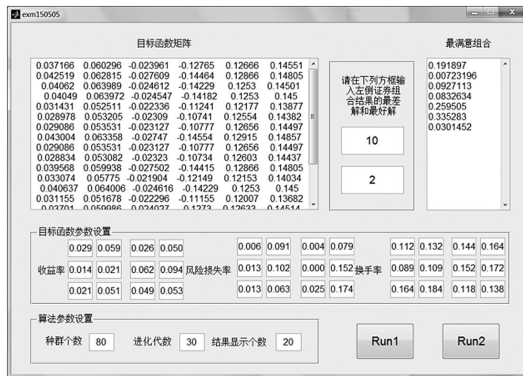 exm150505
目标函数矩阵
最满意组合
0.037166 0.060296 -0.023961 -0.12765 0.12666 0.14551
0.042519 0.062815 -0.027609 -0.14464 0.12866 0.14805
0.04062 0.063989 -0.024612 -0.14229 0.1253 0.14501
0.04049 0.063972 -0.024547 -0.14182 0.1253 0.145
0.031431 0.052511 -0.022336 -0.11241 0.12177 0.13877
0.028978 0.053205 -0.02309 -0.10741 0.12554 0.14382
0.029086 0.053531 -0.023127 -0.10777 0.12656 0.14497
0.043004 0.063358 -0.02747 -0.14554 0.12915 0.14857
0.029086 0.053531 -0.023127 -0.10777 0.12656 0.14497
0.028834 0.053082 -0.02323 -0.10734 0.12603 0.14437
0.039568 0.059938 -0.027502 -0.14415 0.12866 0.14805
0.033074 0.05775 -0.021904 -0.12149 0.12153 0.14034
0.040637 0.064006 -0.024616 -0.14229 0.1253 0.145
0.031155 0.051678 -0.022296 -0.11155 0.12007 0.13682
0.03701 0.059986 -0.024027 -0.1273 0.12633 0.14514
请在下列方框输
入左侧证券组
合结果的最差
解和最好解
10
2
0.191897
0.00723196
0.0927113
0.0832634
0.259505
0.335283
0.0301452
目标函数参数设置
0.029 0.059 0.026 0.050 0.006 0.091 0.004 0.079 0.112 0.132 0.144 0.164
收益率 0.014 0.021 0.062 0.094 风险损失率 0.013 0.102 0.000 0.152 换手率 0.089 0.109 0.152 0.172
0.021 0.051 0.049 0.053 0.013 0.063 0.025 0.174 0.164 0.184 0.118 0.138
算法参数设置
种群个数 80 进化代数 30 结果显示个数 20
Run1
Run2